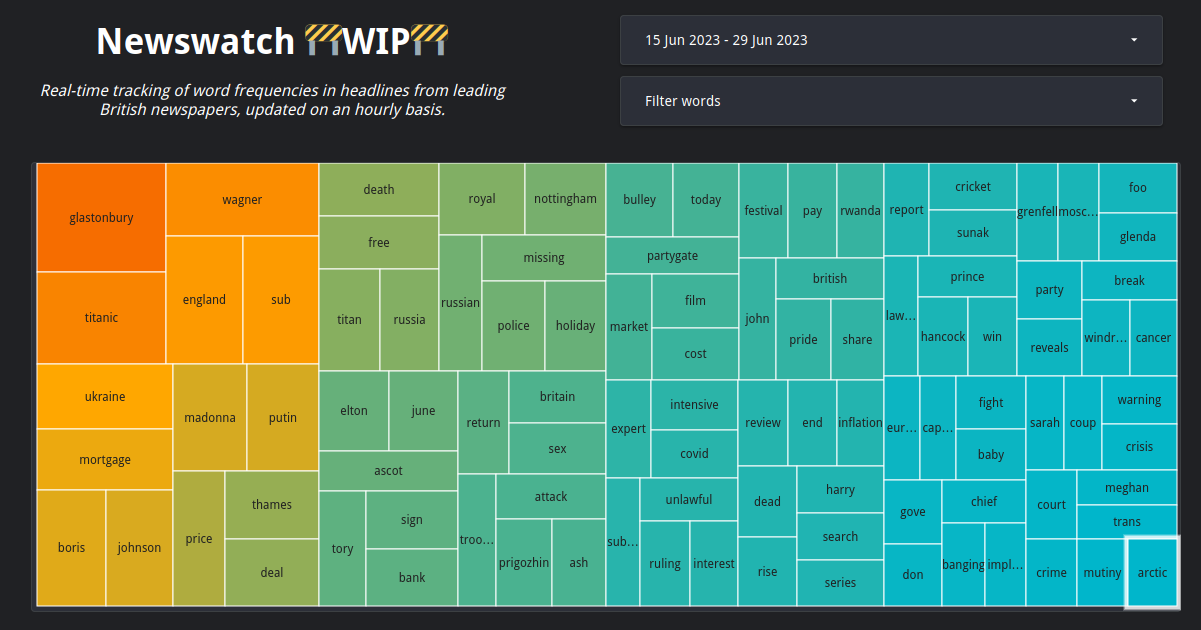 Newswatch 🚧WIP🚧
Real-time tracking of word frequencies in headlines from leading
British newspapers, updated on an hourly basis.
15 Jun 2023 - 29 Jun 2023
Filter words
glastonbury
titanic
wagner
england
sub
ukraine
mortgage
boris
johnson
madonna
putin
price
thames
deal
death
free
titan
russia
royal
nottingham
russian
missing
police
holiday
elton
june
ascot
tory
sign
bank
return
britain
sex
troo...
attack
prigozhin
ash
bulley
today
partygate
market
film
cost
expert
intensive
covid
sub...
unlawful
ruling
interest
festival
pay
rwanda
john
british
pride
share
review
end
inflation
dead
rise
harry
search
series
report
cricket
sunak
law...
prince
hancock
win
eur...
cap...
fight
baby
gove
don
chief
banging
impl...
grenfell
mosc...
foo
glenda
party
reveals
break
windr...
cancer
sarah
coup
warning
crisis
court
meghan
trans
crime
mutiny
arctic